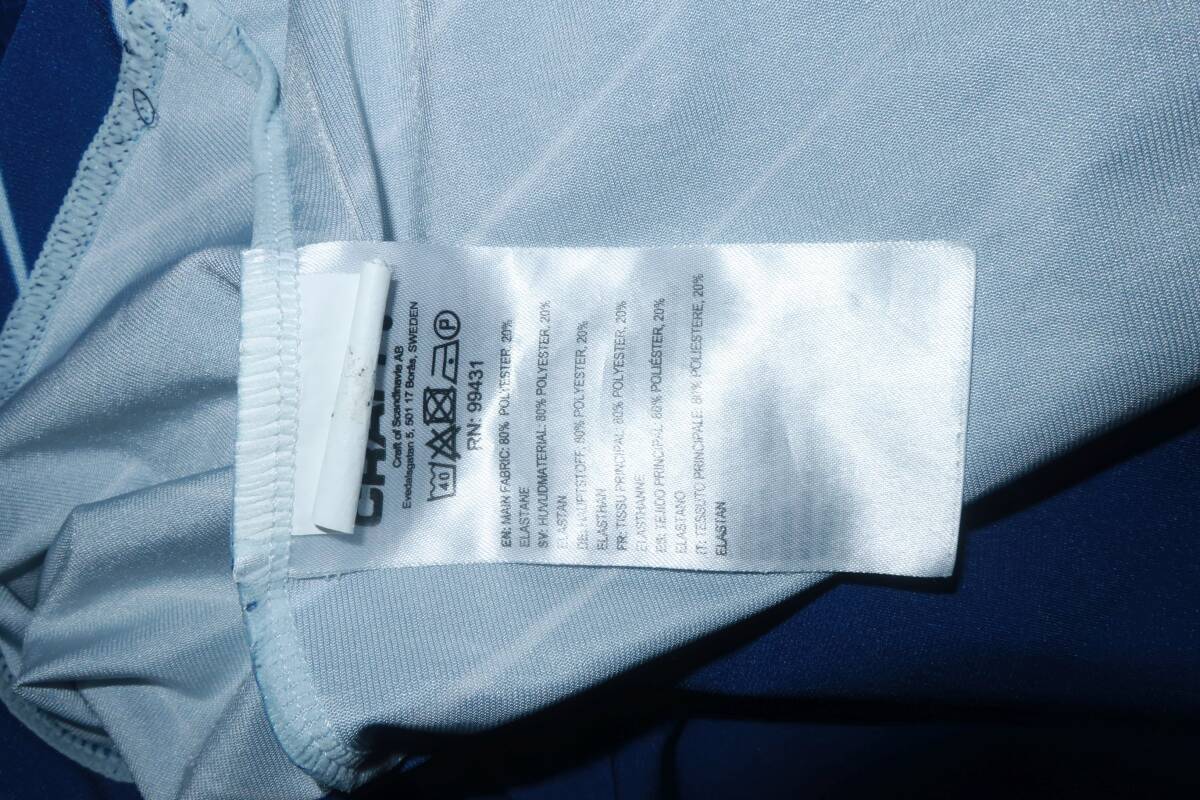 CRAFT
Craft of Scandinavie AB
Evedalsgatan 5, 501 17 Borås, SWEDEN
40 P
RN: 99431
EN: MAIN FABRIC: 80% POLYESTER, 20%
ELASTANE
SV: HUVUDMATERIAL: 80% POLYESTER, 20%
ELASTAN
DE: HAUPTSTOFF: 80% POLYESTER, 20%
ELASTHAN
FR: TISSU PRINCIPAL: 80% POLYESTER, 20%
ELASTHANNE
ES: TEJIDO PRINCIPAL: 80% POLIÉSTER, 20%
ELASTANO
IT: TESSUTO PRINCIPALE: 80% POLIESTERE, 20%
ELASTAN